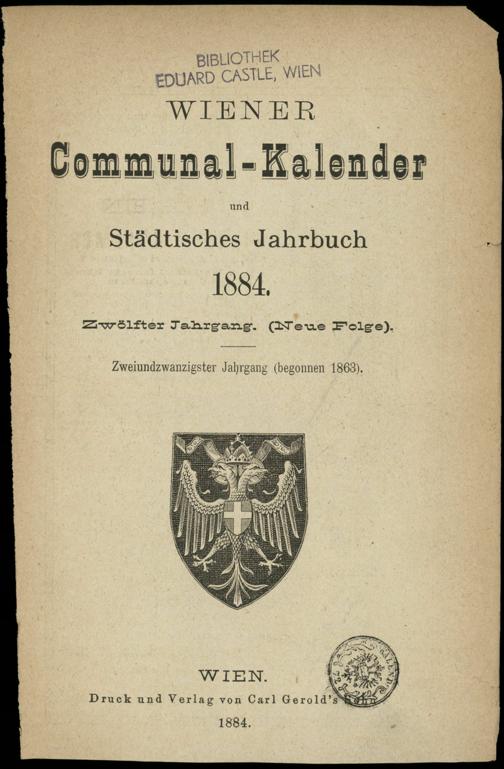 BIBLIOTHEK
EDUARD CASTLE, WIEN
WIENER
Communal-Kalender
und
Städtisches Jahrbuch
1884.
Zwölfter Jahrgang. (Neue Folge).
Zweiundzwanzigster Jahrgang (begonnen 1863).
WIEN.
Druck und Verlag von Carl Gerold's Sohn
1884.